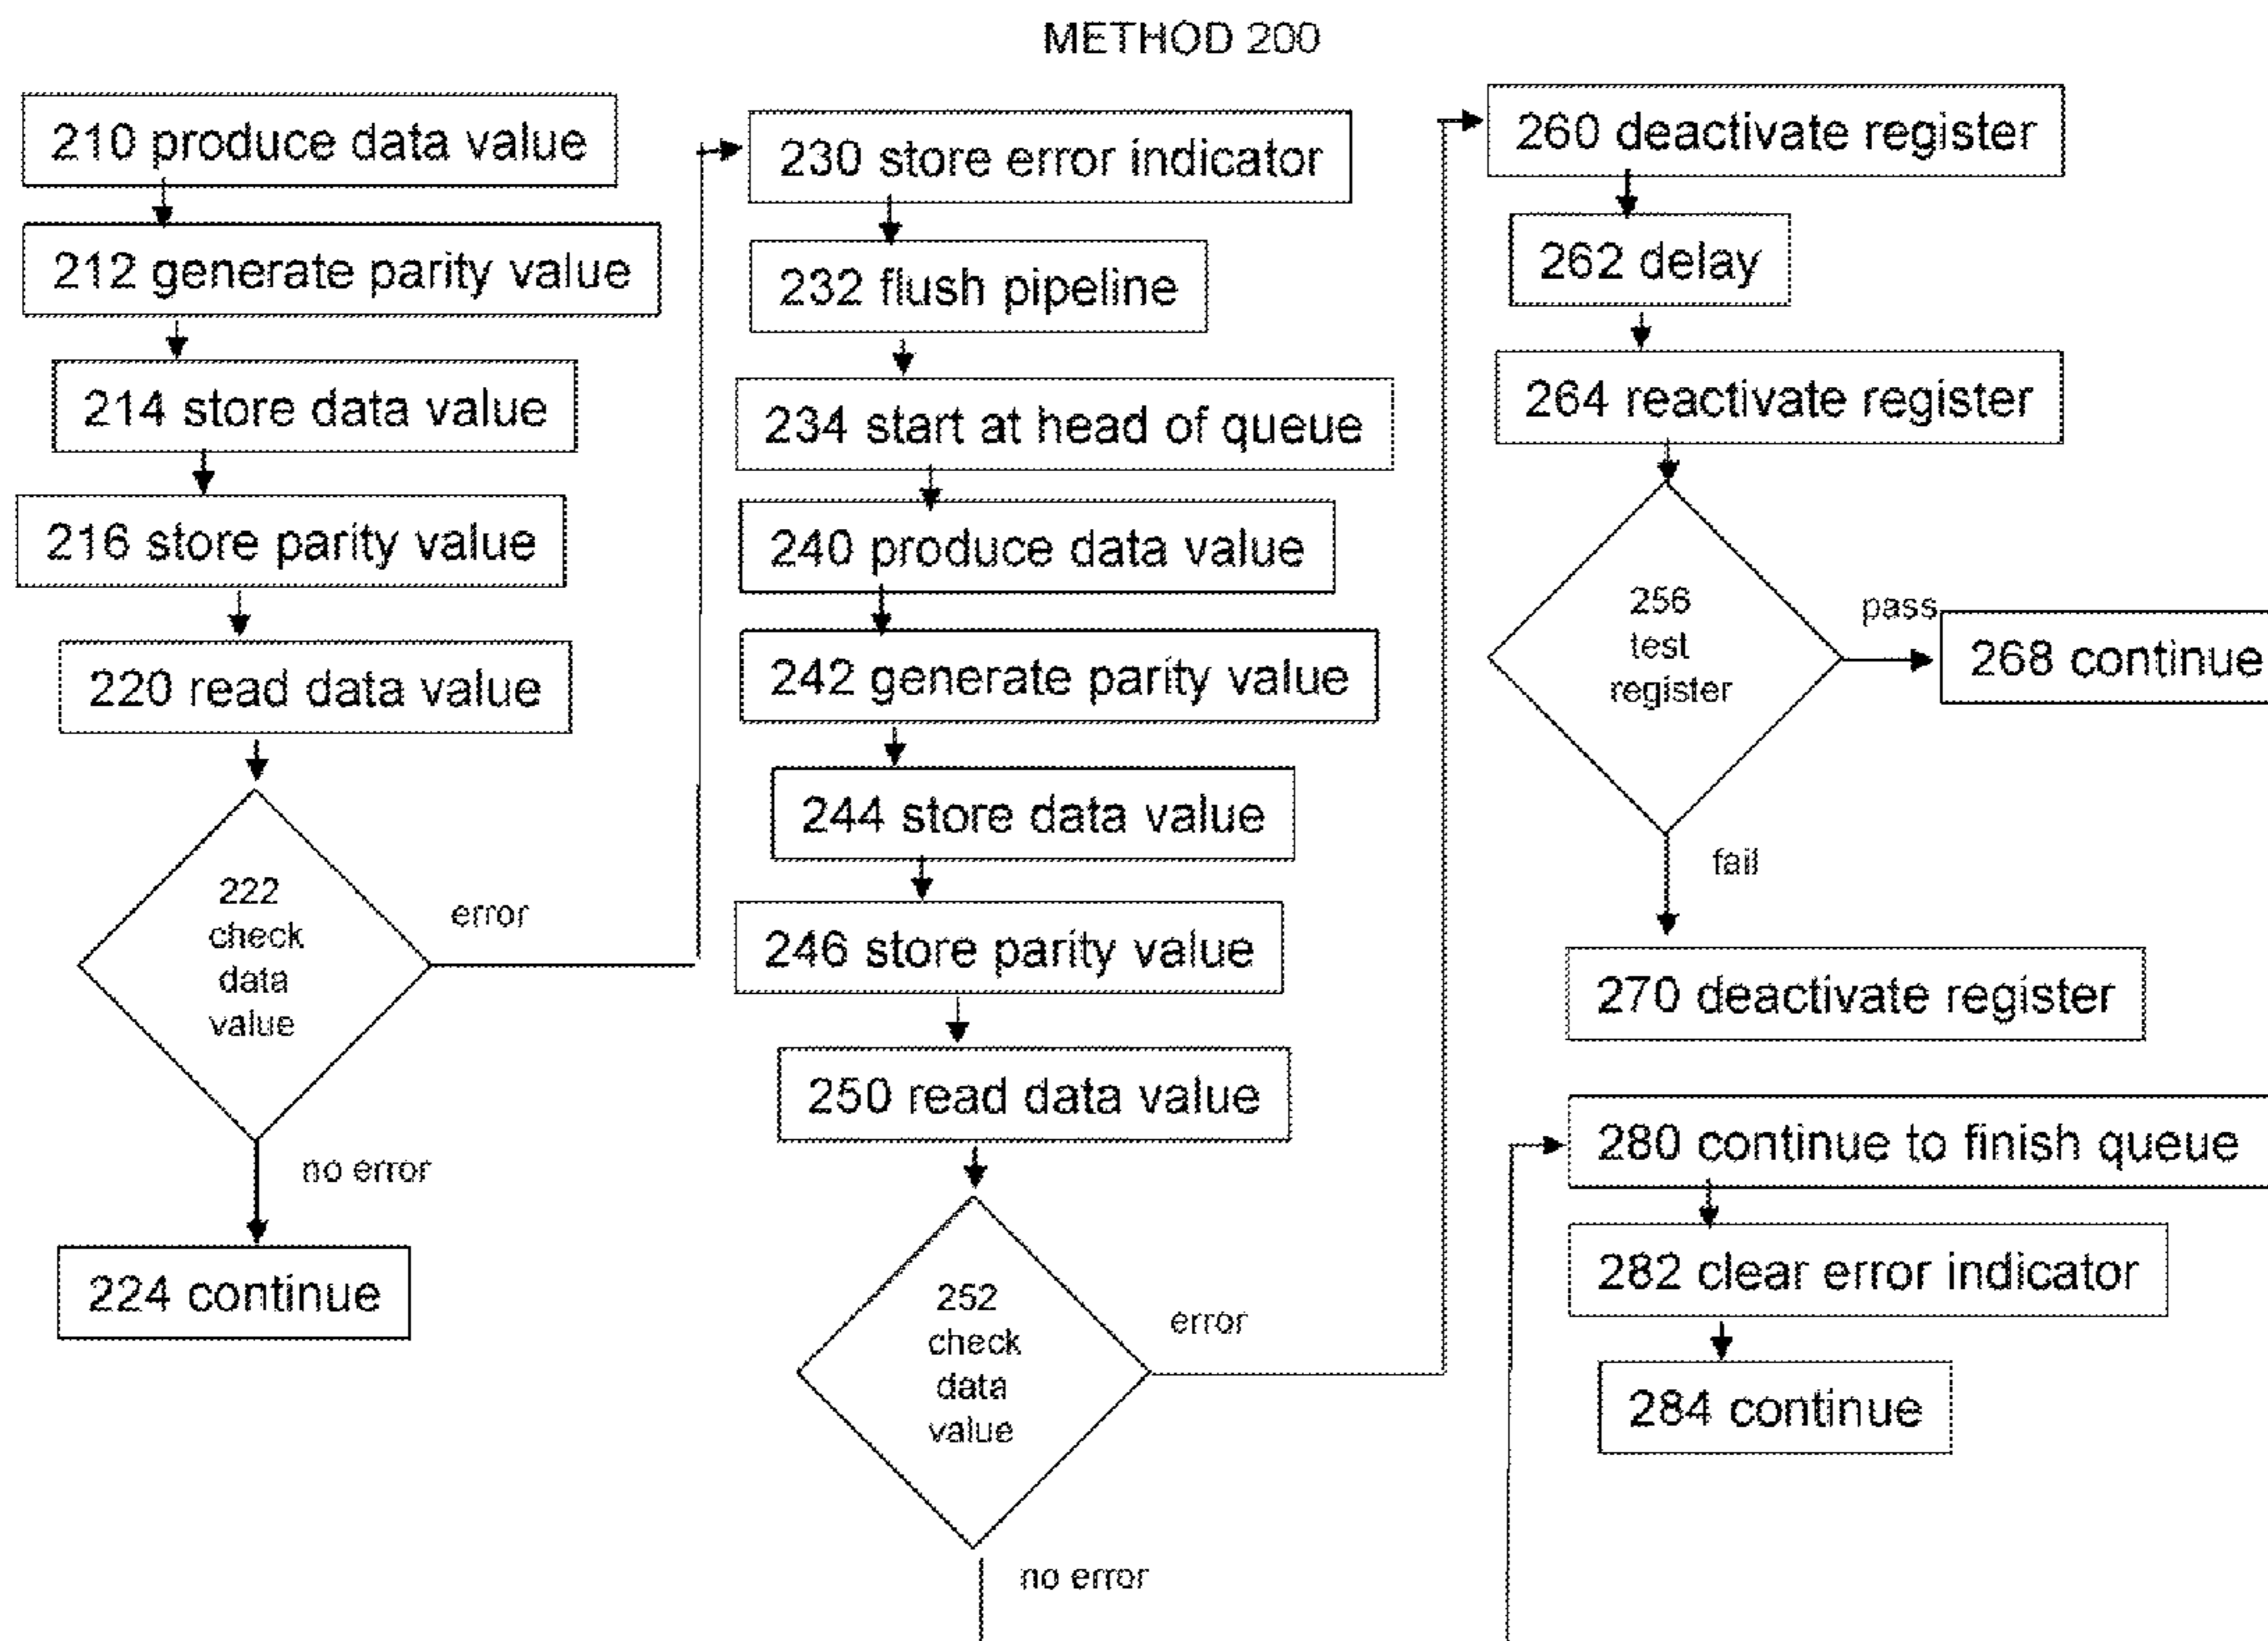 METHOD 200
210 produce data value
212 generate parity value
214 store data value
216 store parity value
220 read data value
222
check
data
value
error
no error
224 continue
230 store error indicator
232 flush pipeline
234 start at head of queue
240 produce data value
242 generate parity value
244 store data value
246 store parity value
250 read data value
252
check
data
value
error
no error
260 deactivate register
262 delay
264 reactivate register
256
test
register
pass
268 continue
fail
270 deactivate register
280 continue to finish queue
282 clear error indicator
284 continue